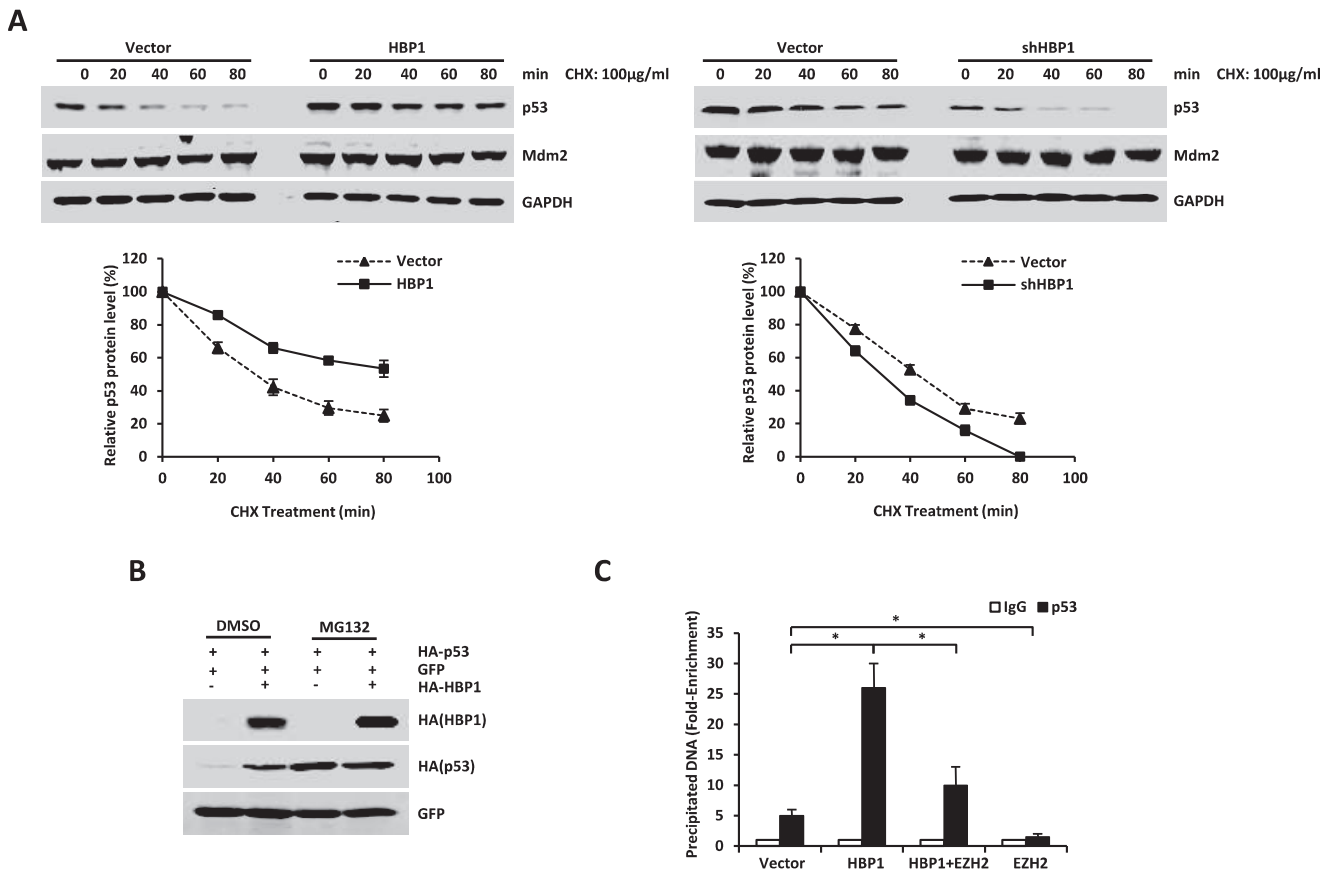 A
Vector HBP1
0 20 40 60 80 0 20 40 60 80 min CHX: 100µg/ml
p53
Mdm2
GAPDH
Vector shHBP1
0 20 40 60 80 0 20 40 60 80 min CHX: 100µg/ml
p53
Mdm2
GAPDH
Relative p53 protein level (%)
120
100
80
60
40
20
0
Vector
HBP1
0 20 40 60 80 100
CHX Treatment (min)
Relative p53 protein level (%)
120
100
80
60
40
20
0
Vector
shHBP1
0 20 40 60 80 100
CHX Treatment (min)
B
DMSO MG132
+ + + + HA-p53
+ + + + GFP
- + - + HA-HBP1
HA(HBP1)
HA(p53)
GFP
C
IgG p53
Precipitated DNA (Fold-Enrichment)
*
* *
35
30
25
20
15
10
5
0
Vector HBP1 HBP1+EZH2 EZH2